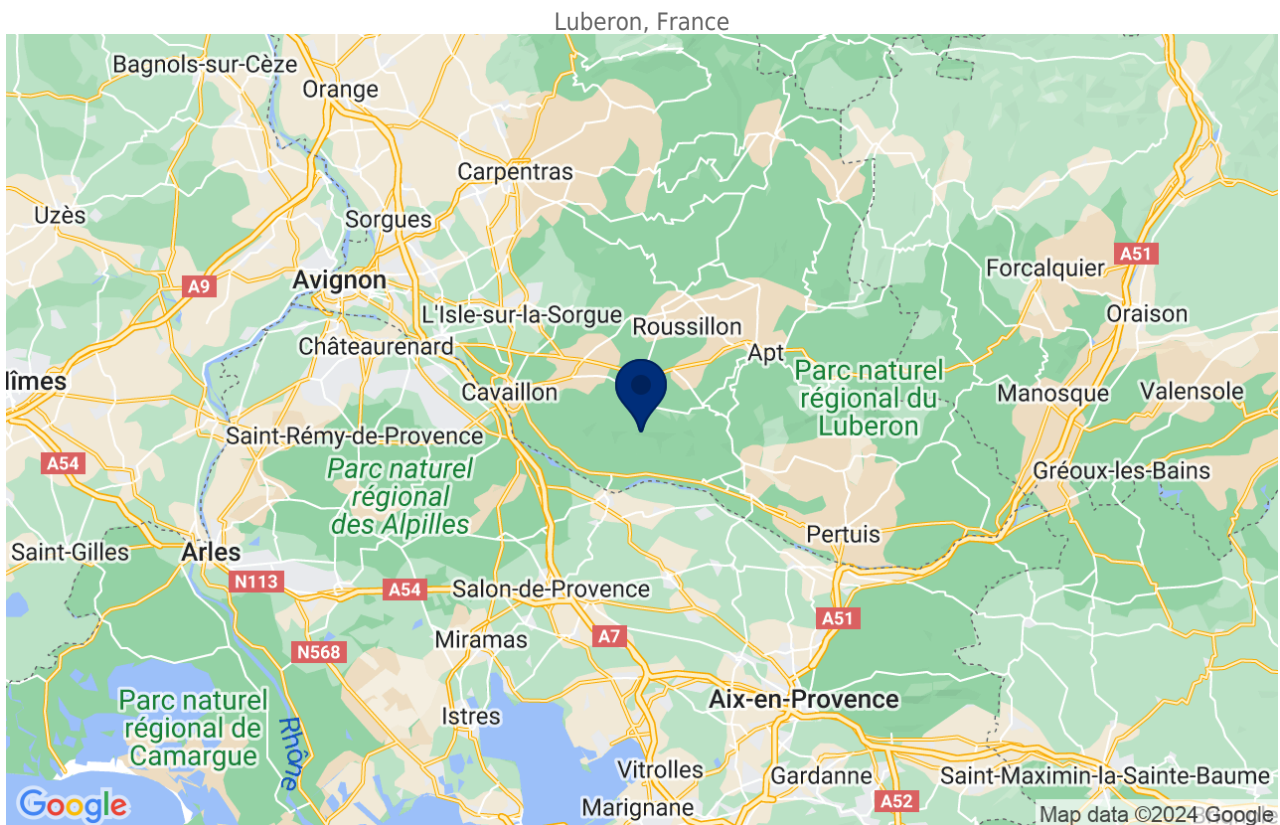 Luberon, France
Bagnols-sur-Cèze
Orange
Carpentras
Uzès
Sorgues
A51
Forcalquier
A9
Avignon
L'Isle-sur-la-Sorgue
Roussillon
Oraison
Châteaurenard
Apt
Nîmes
Cavaillon
Parc naturel
régional du
Luberon
Manosque
Valensole
Saint-Rémy-de-Provence
A54
Parc naturel
régional
des Alpilles
Gréoux-les-Bains
Pertuis
Saint-Gilles
Arles
N113
A54
Salon-de-Provence
A51
Miramas
A7
N568
Parc naturel
régional de
Camargue
Rhône
Istres
Aix-en-Provence
Vitrolles
Gardanne
Saint-Maximin-la-Sainte-Baume
Marignane
A52
Google
Map data ©2024 Google